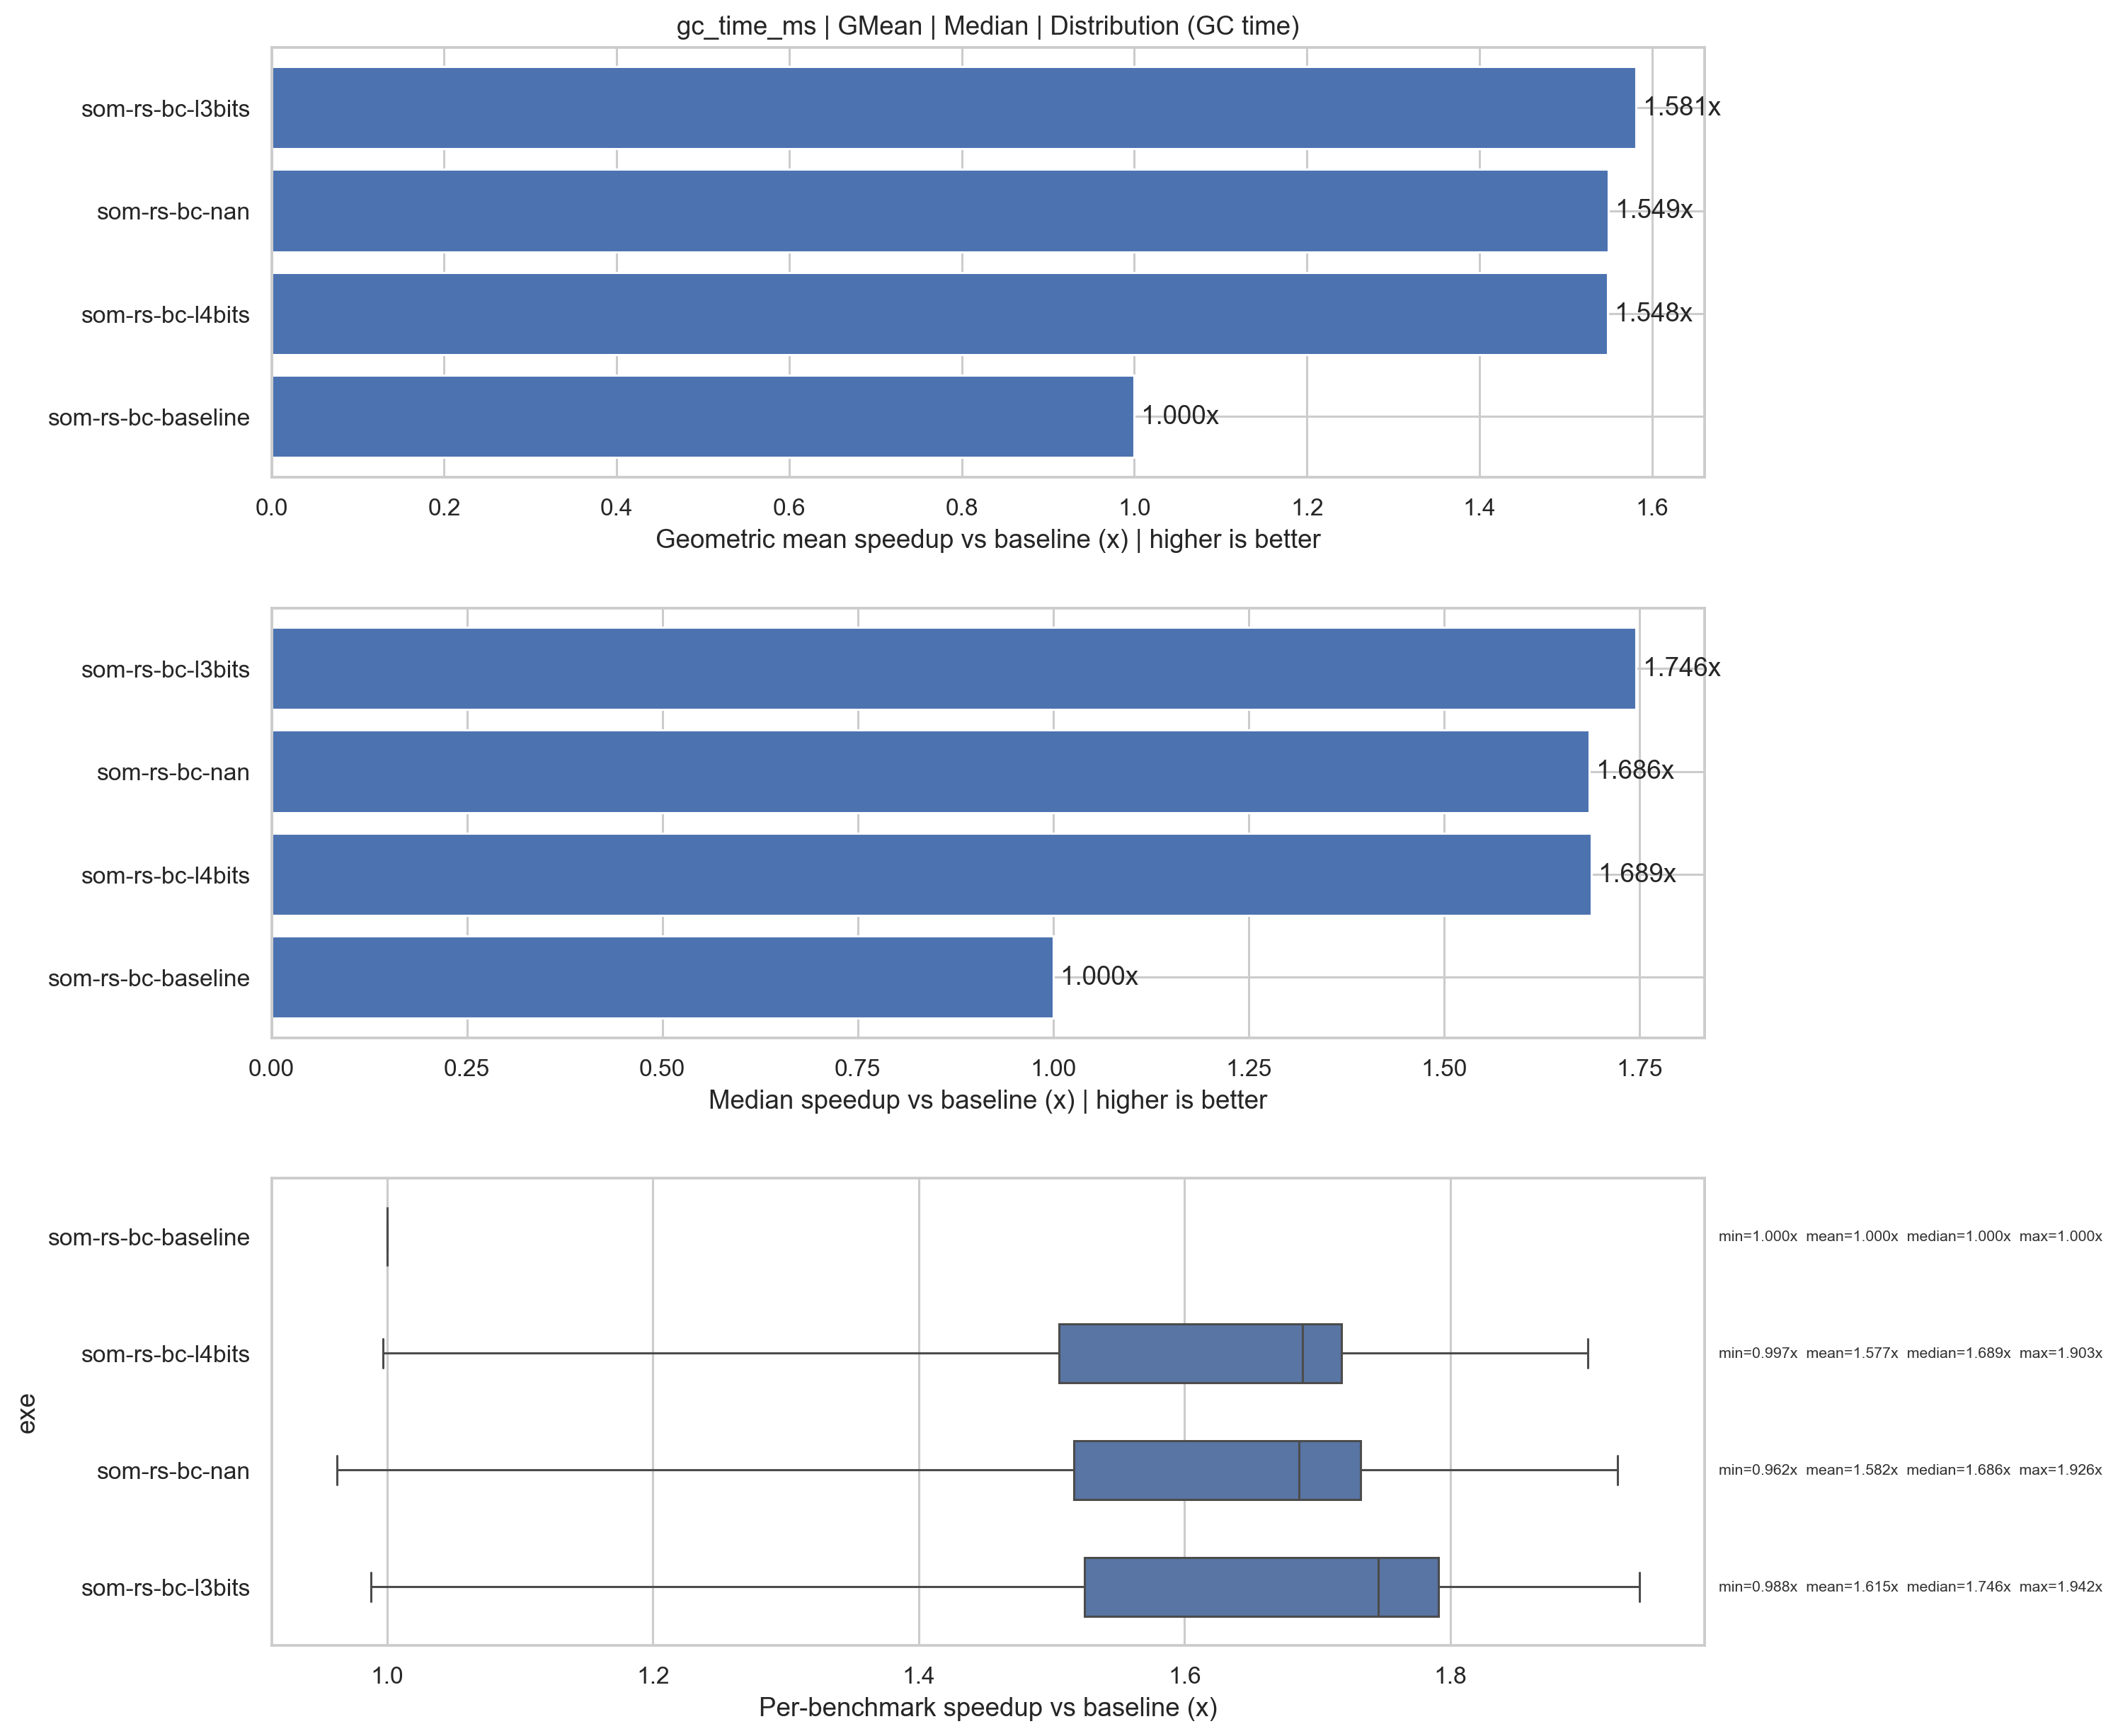 gc_time_ms | GMean | Median | Distribution (GC time)
som-rs-bc-l3bits
1.581x
som-rs-bc-nan
1.549x
som-rs-bc-l4bits
1.548x
som-rs-bc-baseline
1.000x
0.0 0.2 0.4 0.6 0.8 1.0 1.2 1.4 1.6
Geometric mean speedup vs baseline (x) | higher is better
som-rs-bc-l3bits
1.746x
som-rs-bc-nan
1.686x
som-rs-bc-l4bits
1.689x
som-rs-bc-baseline
1.000x
0.00 0.25 0.50 0.75 1.00 1.25 1.50 1.75
Median speedup vs baseline (x) | higher is better
exe
som-rs-bc-baseline
min=1.000x mean=1.000x median=1.000x max=1.000x
som-rs-bc-l4bits
min=0.997x mean=1.577x median=1.689x max=1.903x
som-rs-bc-nan
min=0.962x mean=1.582x median=1.686x max=1.926x
som-rs-bc-l3bits
min=0.988x mean=1.615x median=1.746x max=1.942x
1.0 1.2 1.4 1.6 1.8
Per-benchmark speedup vs baseline (x)